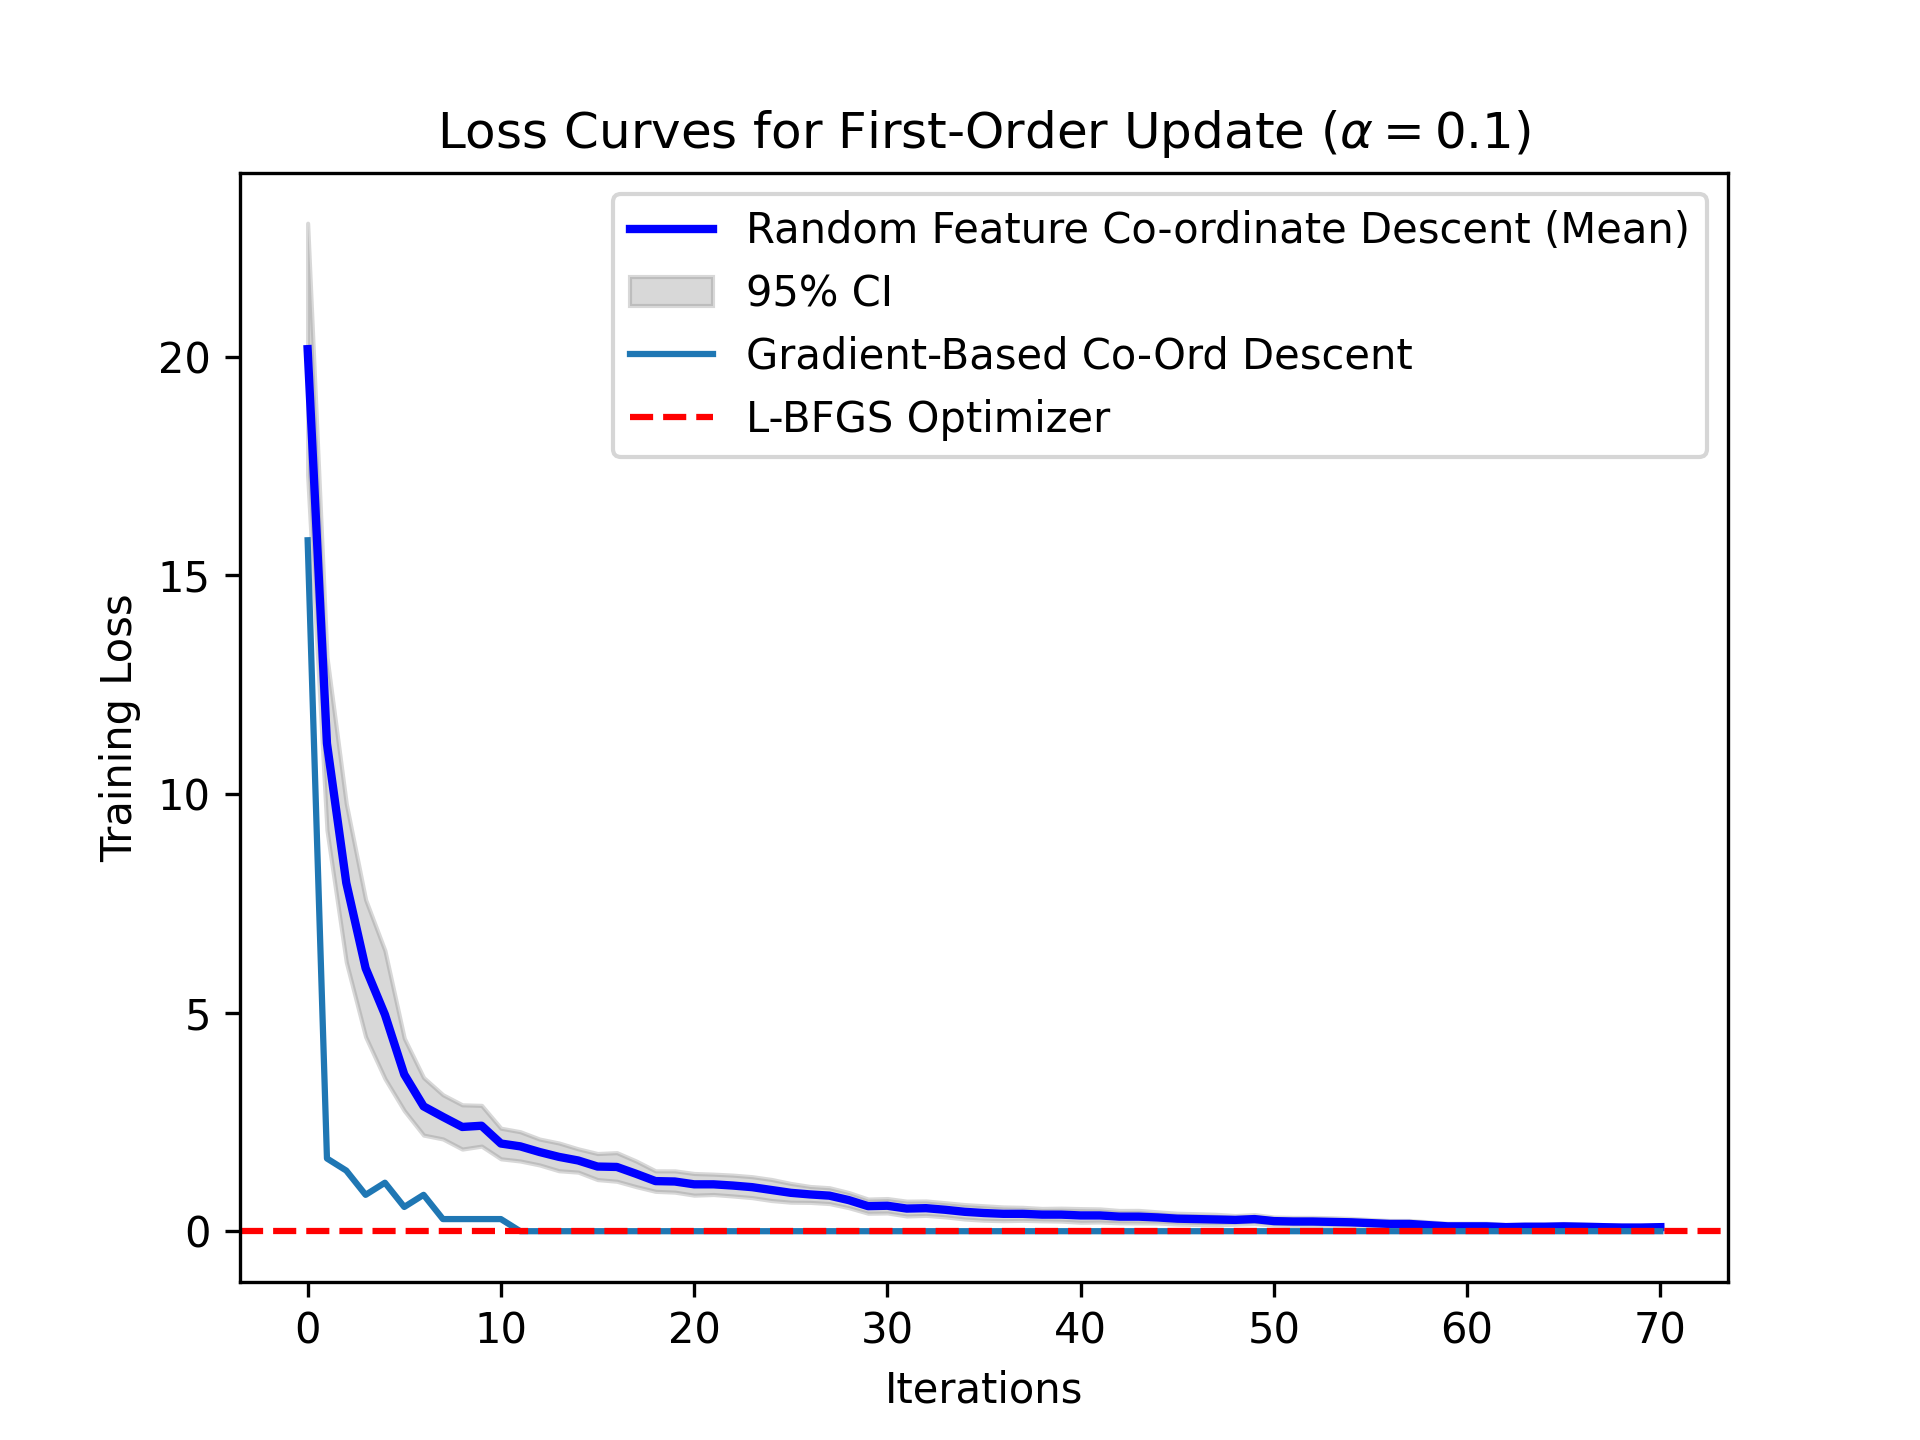 Loss Curves for First-Order Update (α = 0.1)
Random Feature Co-ordinate Descent (Mean)
95% CI
Gradient-Based Co-Ord Descent
L-BFGS Optimizer
Training Loss
20
15
10
5
0
0 10 20 30 40 50 60 70
Iterations